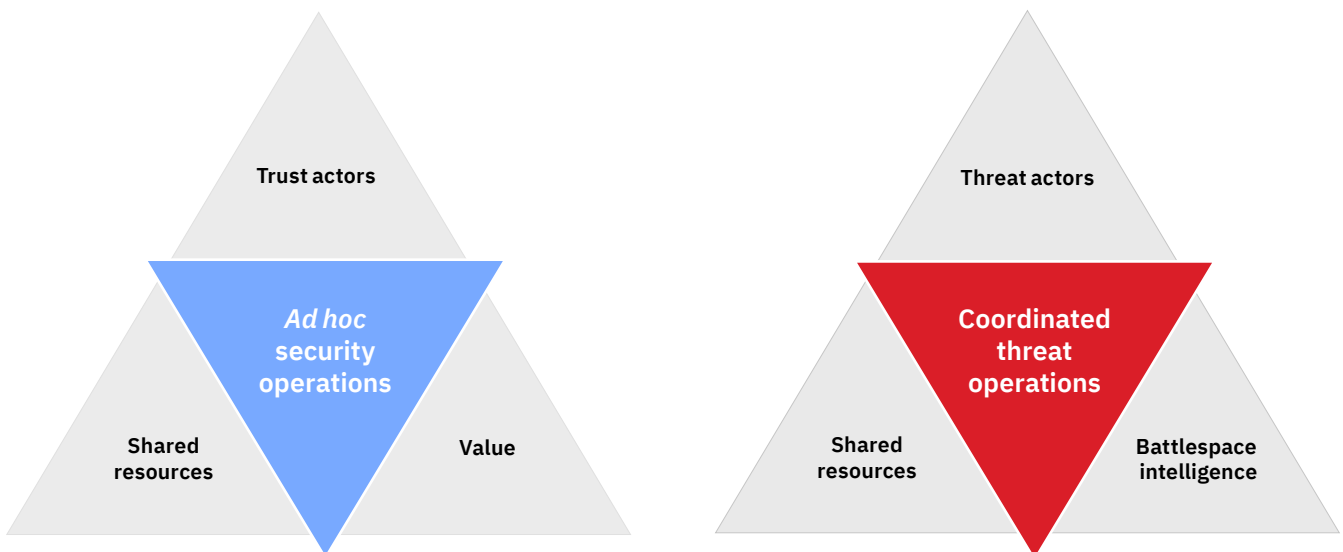 Trust actors
Ad hoc
security
operations
Shared
resources
Value
Threat actors
Coordinated
threat
operations
Shared
resources
Battlespace
intelligence